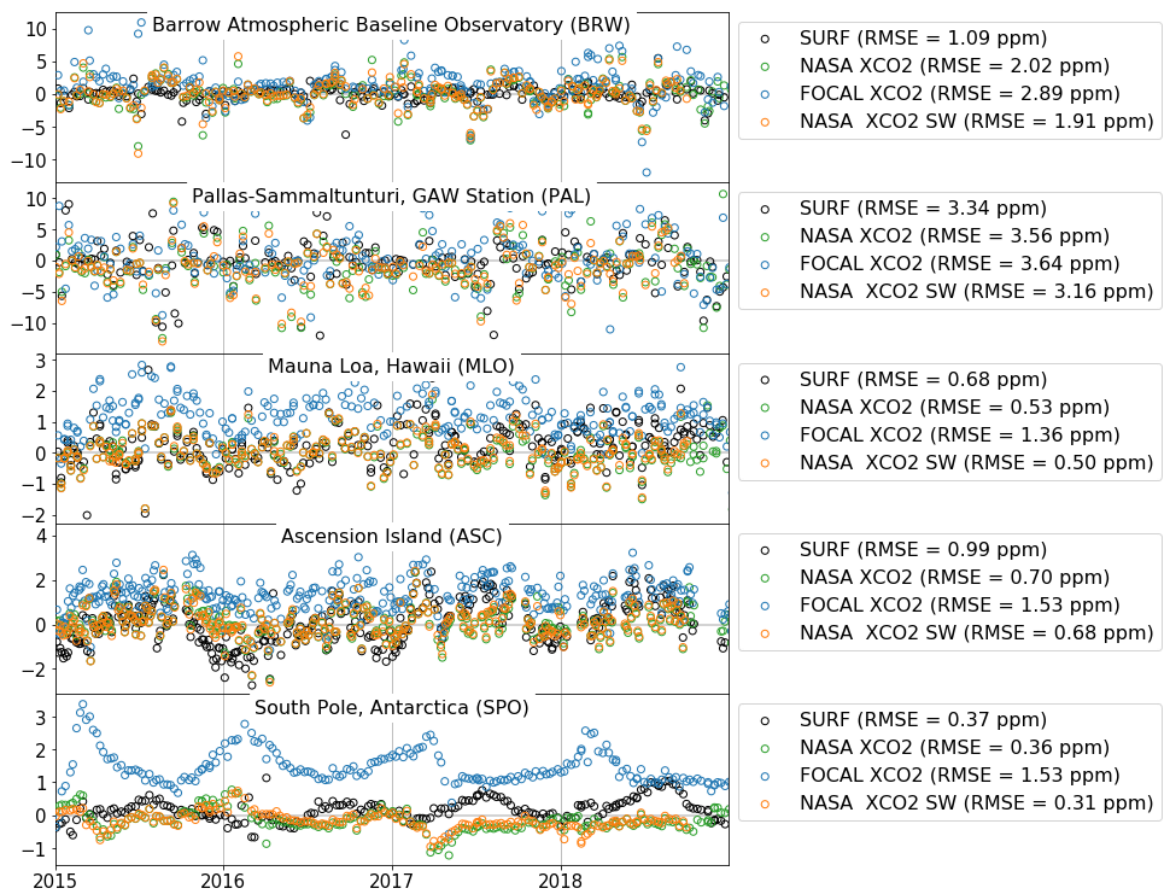 Barrow Atmospheric Baseline Observatory (BRW)
10
5
0
−5
−10
SURF (RMSE = 1.09 ppm)
NASA XCO2 (RMSE = 2.02 ppm)
FOCAL XCO2 (RMSE = 2.89 ppm)
NASA  XCO2 SW (RMSE = 1.91 ppm)
Pallas-Sammaltunturi, GAW Station (PAL)
10
5
0
−5
−10
SURF (RMSE = 3.34 ppm)
NASA XCO2 (RMSE = 3.56 ppm)
FOCAL XCO2 (RMSE = 3.64 ppm)
NASA  XCO2 SW (RMSE = 3.16 ppm)
Mauna Loa, Hawaii (MLO)
3
2
1
0
−1
−2
SURF (RMSE = 0.68 ppm)
NASA XCO2 (RMSE = 0.53 ppm)
FOCAL XCO2 (RMSE = 1.36 ppm)
NASA  XCO2 SW (RMSE = 0.50 ppm)
Ascension Island (ASC)
4
2
0
−2
SURF (RMSE = 0.99 ppm)
NASA XCO2 (RMSE = 0.70 ppm)
FOCAL XCO2 (RMSE = 1.53 ppm)
NASA  XCO2 SW (RMSE = 0.68 ppm)
South Pole, Antarctica (SPO)
3
2
1
0
−1
SURF (RMSE = 0.37 ppm)
NASA XCO2 (RMSE = 0.36 ppm)
FOCAL XCO2 (RMSE = 1.53 ppm)
NASA  XCO2 SW (RMSE = 0.31 ppm)
2015 2016 2017 2018